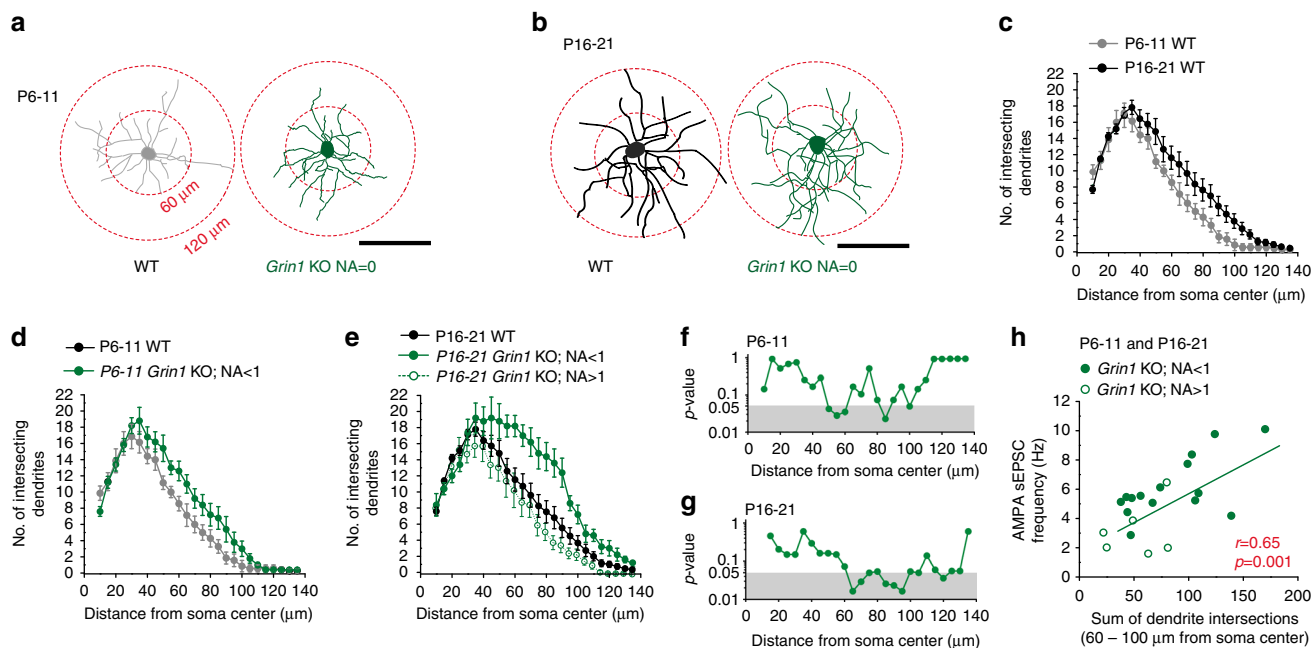 a
P6-11
60 μm
120 μm
WT
Grin1 KO NA=0
b
P16-21
WT
Grin1 KO NA=0
c
P6-11 WT
P16-21 WT
No. of intersecting
dendrites
22
20
18
16
14
12
10
8
6
4
2
0
0 20 40 60 80 100 120 140
Distance from soma center (μm)
d
P6-11 WT
P6-11 Grin1 KO; NA<1
No. of intersecting
dendrites
22
20
18
16
14
12
10
8
6
4
2
0
0 20 40 60 80 100 120 140
Distance from soma center (μm)
e
P16-21 WT
P16-21 Grin1 KO; NA<1
P16-21 Grin1 KO; NA>1
No. of intersecting
dendrites
22
20
18
16
14
12
10
8
6
4
2
0
0 20 40 60 80 100 120 140
Distance from soma center (μm)
f
P6-11
p-value
1
0.1
0.05
0.01
0 20 40 60 80 100 120 140
Distance from soma center (μm)
g
P16-21
p-value
1
0.1
0.05
0.01
0 20 40 60 80 100 120 140
Distance from soma center (μm)
h
P6-11 and P16-21
Grin1 KO; NA<1
Grin1 KO; NA>1
AMPA sEPSC
frequency (Hz)
12
10
8
6
4
2
0
r=0.65
p=0.001
0 50 100 150 200
Sum of dendrite intersections
(60 – 100 μm from soma center)